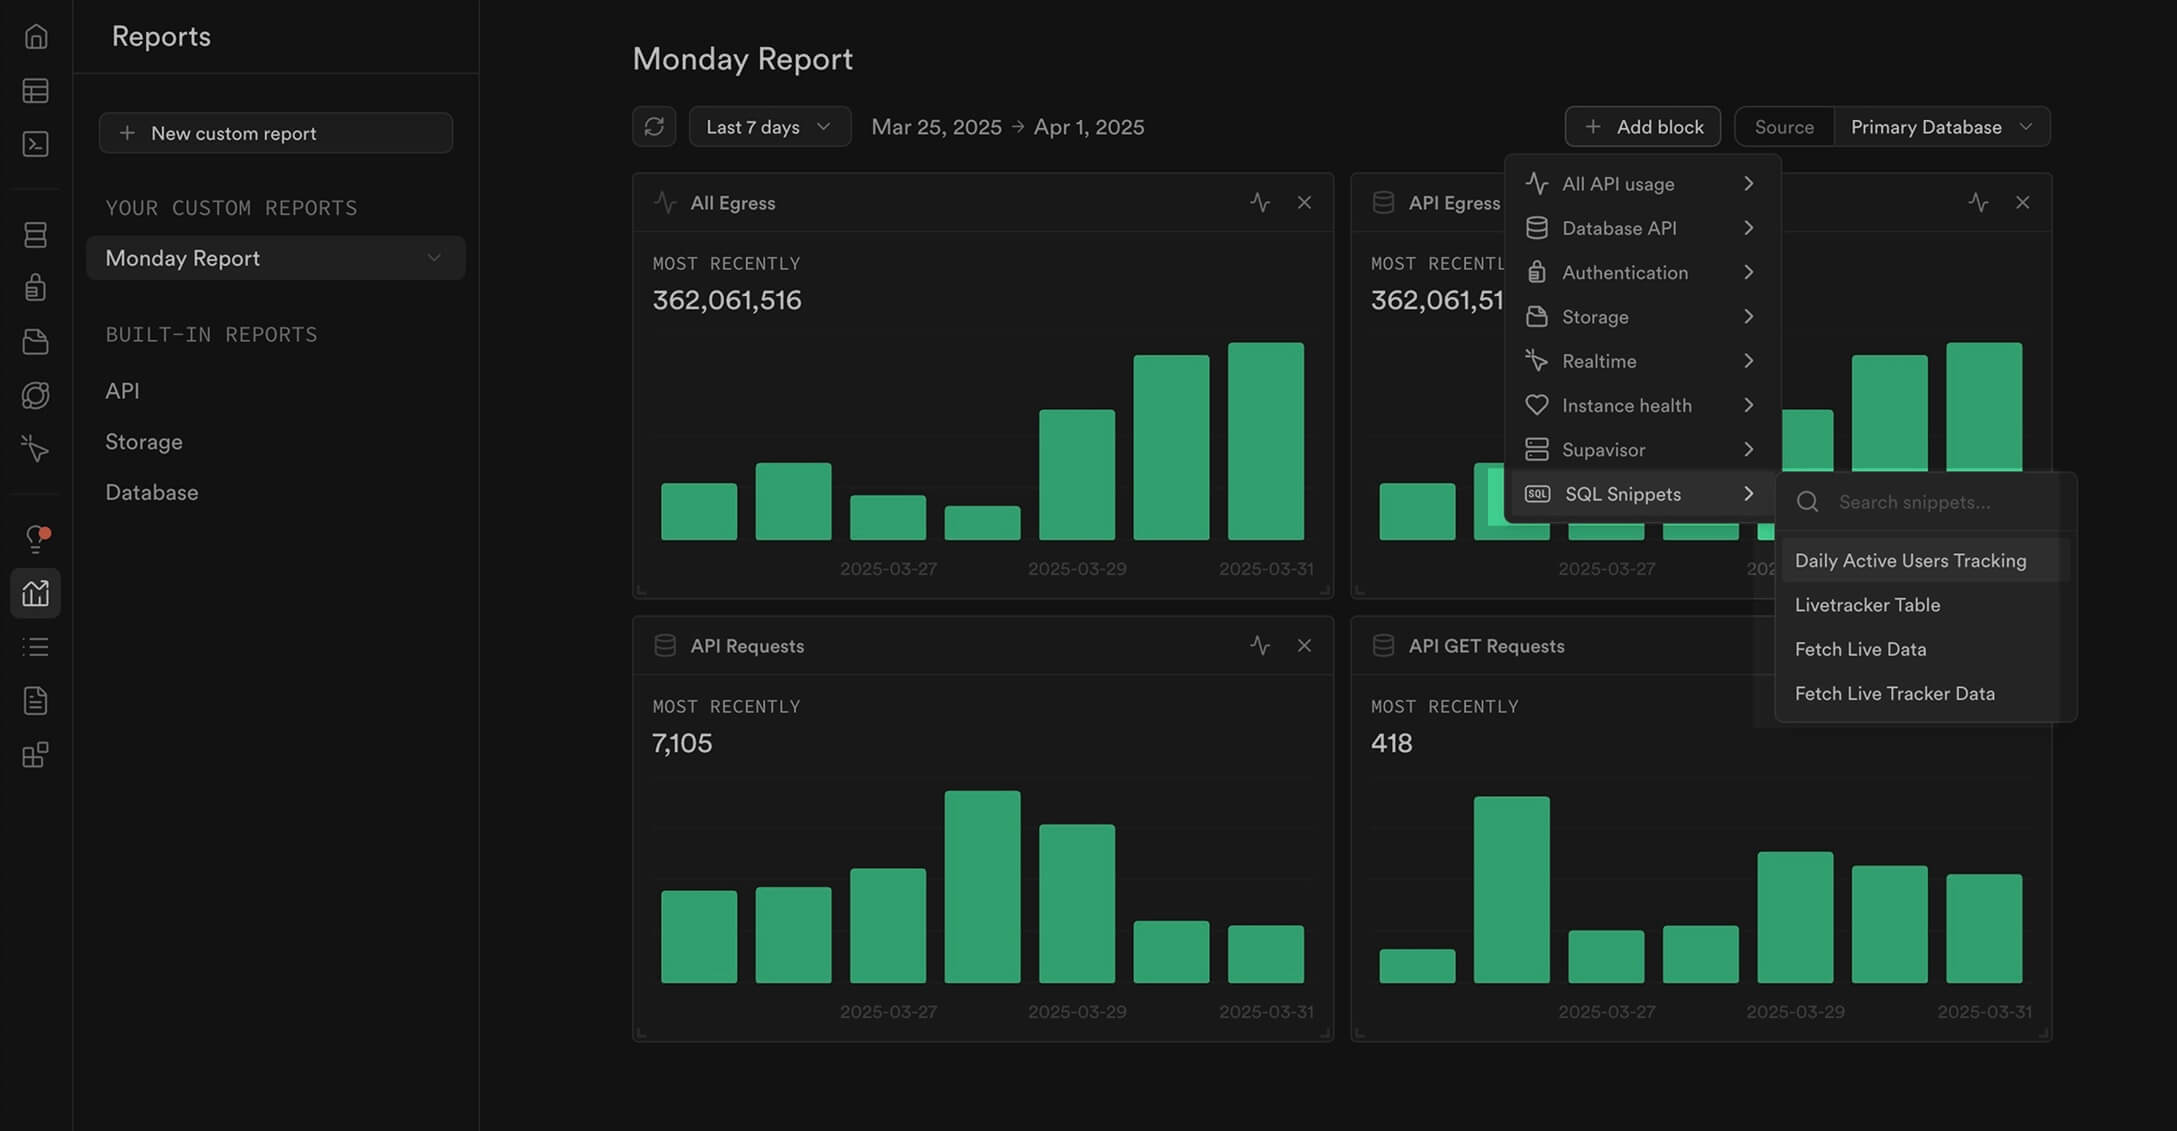 Reports
New custom report
YOUR CUSTOM REPORTS
Monday Report
BUILT-IN REPORTS
API
Storage
Database
Monday Report
Last 7 days
Mar 25, 2025 → Apr 1, 2025
Add block
Source
Primary Database
All Egress
MOST RECENTLY
362,061,516
2025-03-27
2025-03-29
2025-03-31
API Egress
MOST RECENTL
362,061,51
2025-03-27
202
All API usage
Database API
Authentication
Storage
Realtime
Instance health
Supavisor
SQL
SQL Snippets
Search snippets...
Daily Active Users Tracking
Livetracker Table
Fetch Live Data
Fetch Live Tracker Data
API Requests
MOST RECENTLY
7,105
2025-03-27
2025-03-29
2025-03-31
API GET Requests
MOST RECENTLY
418
2025-03-27
2025-03-29
2025-03-31